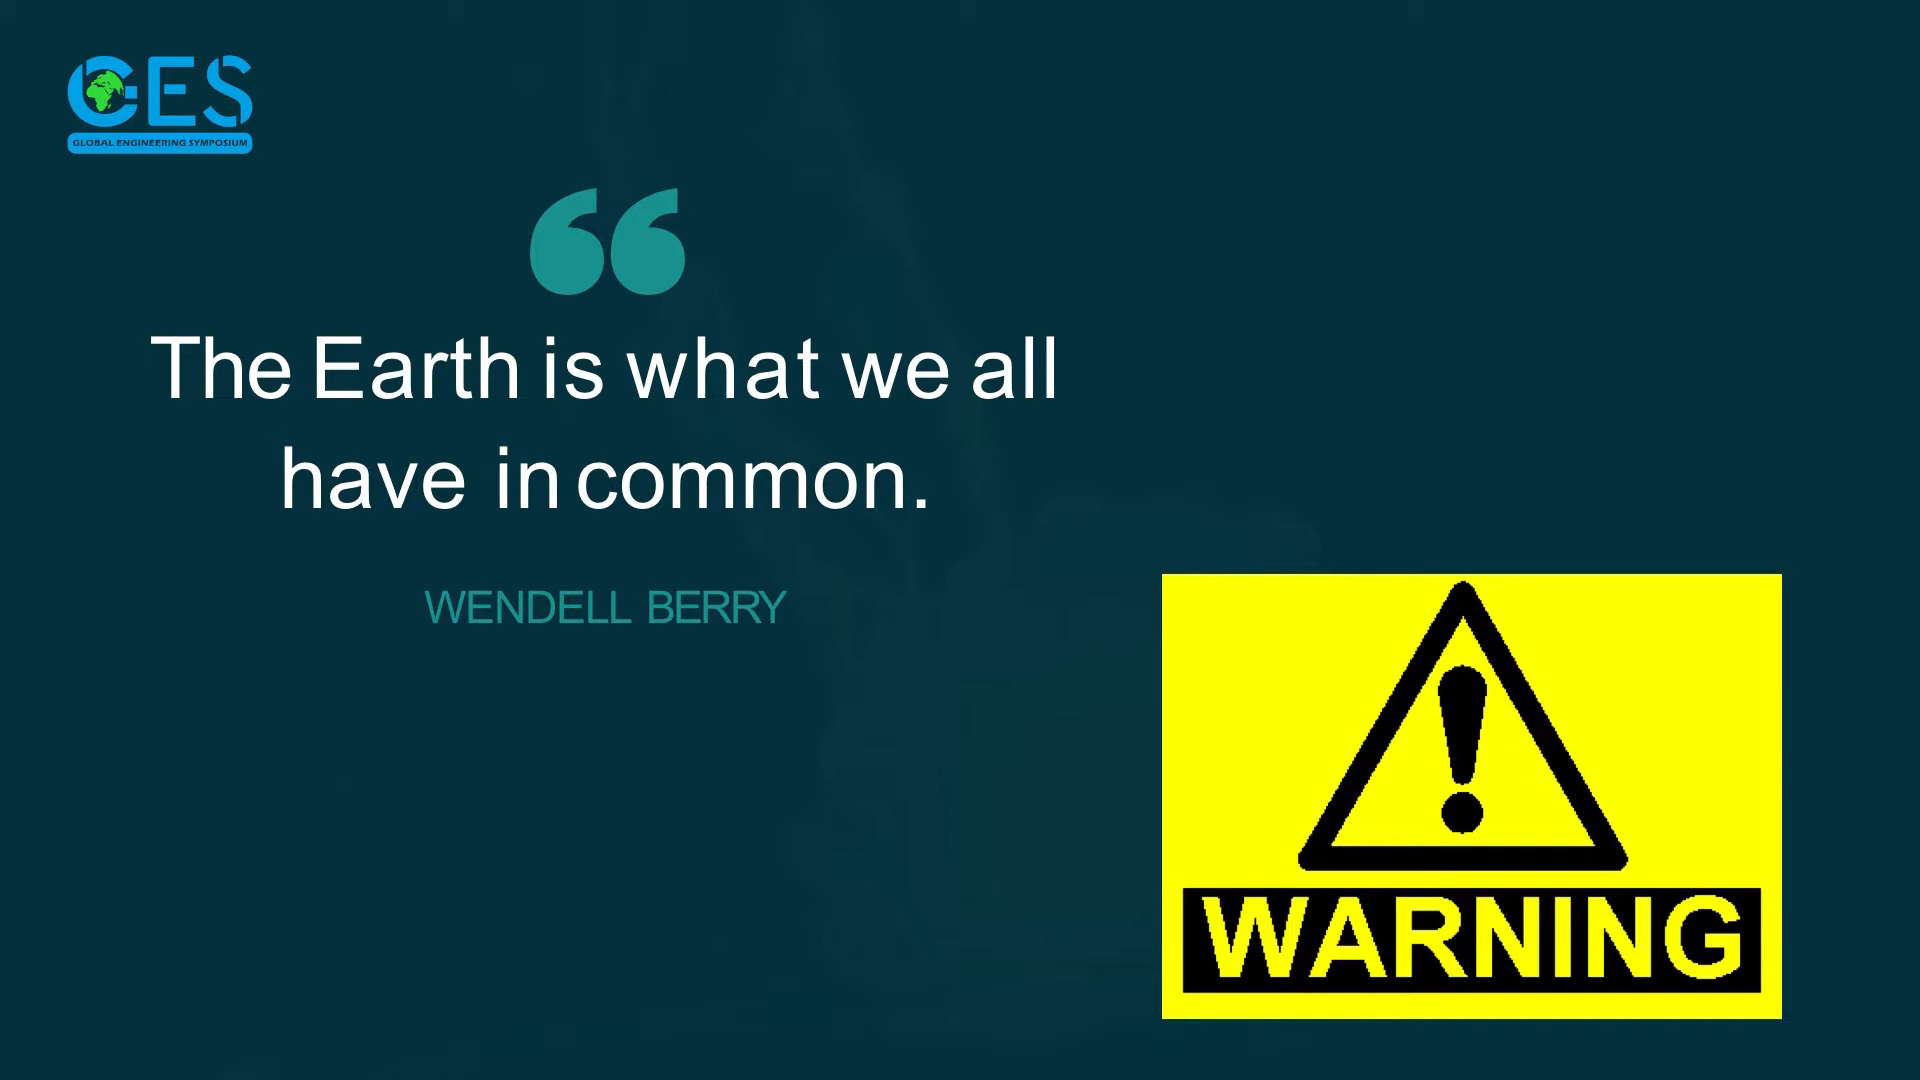 GES
GLOBAL ENGINEERING SYMPOSIUM
“
The Earth is what we all
have in common.
WENDELL BERRY
WARNING